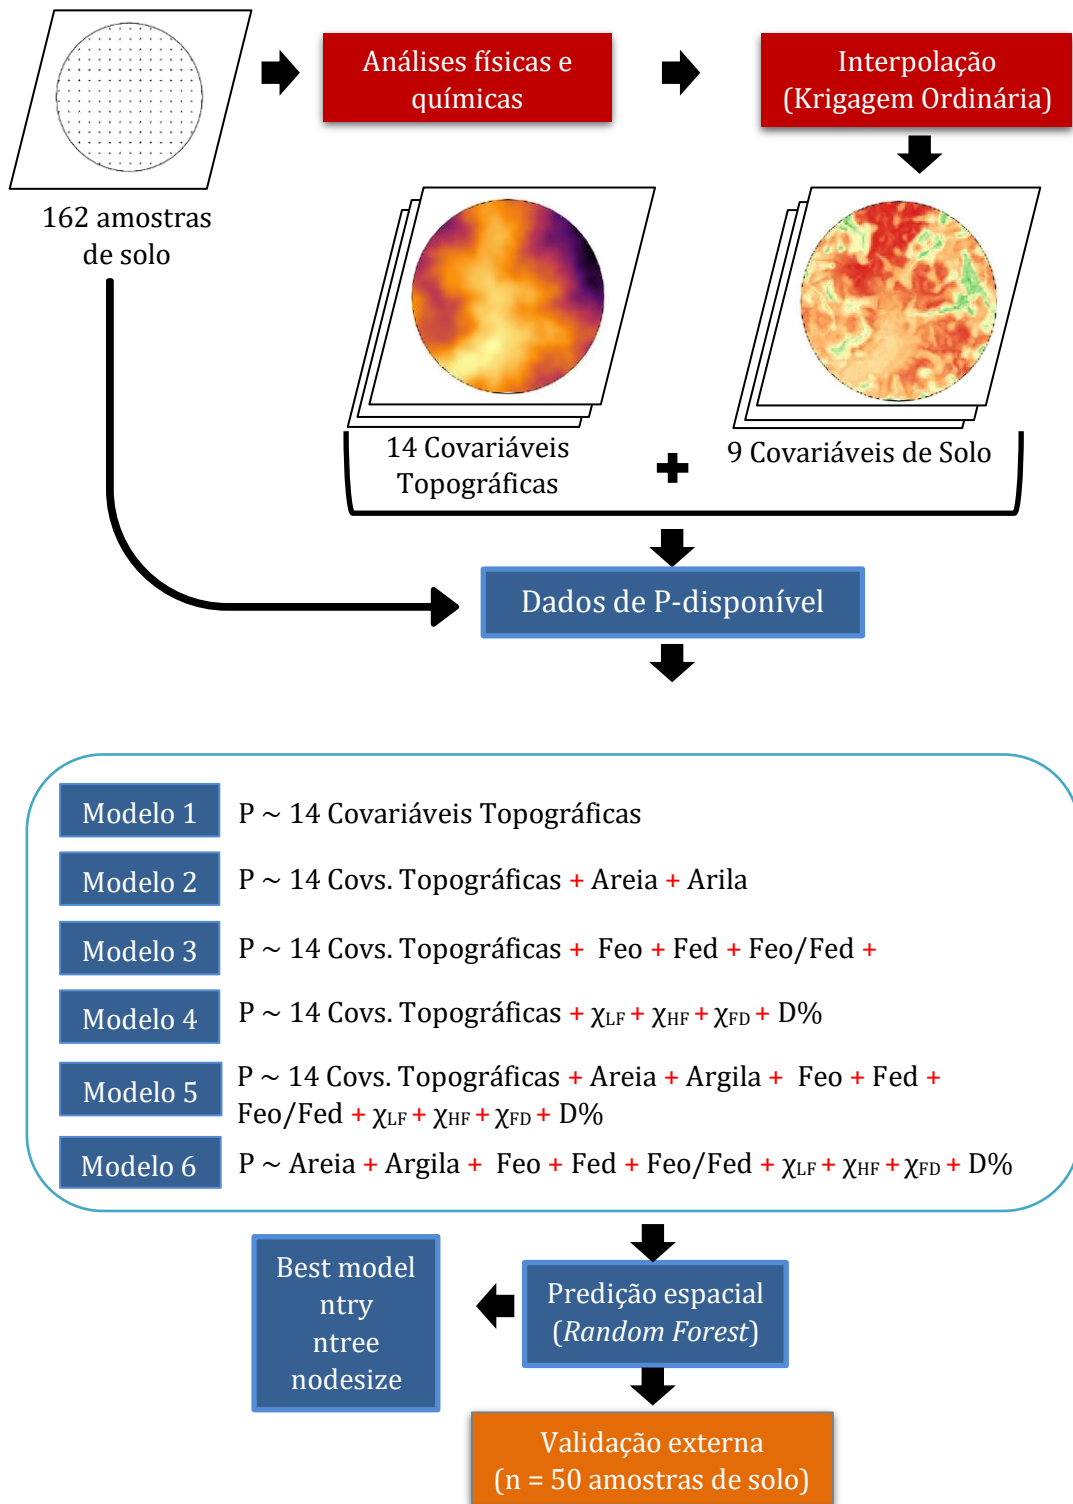 Análises físicas e
químicas
Interpolação
(Krigagem Ordinária)
162 amostras
de solo
14 Covariáveis
Topográficas
9 Covariáveis de Solo
Dados de P-disponível
Modelo 1
P ~ 14 Covariáveis Topográficas
Modelo 2
P ~ 14 Covs. Topográficas + Areia + Arila
Modelo 3
P ~ 14 Covs. Topográficas + Feo + Fed + Feo/Fed +
Modelo 4
P ~ 14 Covs. Topográficas + χLF + χHF + χFD + D%
Modelo 5
P ~ 14 Covs. Topográficas + Areia + Argila + Feo + Fed +
Feo/Fed + χLF + χHF + χFD + D%
Modelo 6
P ~ Areia + Argila + Feo + Fed + Feo/Fed + χLF + χHF + χFD + D%
Best model
ntry
ntree
nodesize
Predição espacial
(Random Forest)
Validação externa
(n = 50 amostras de solo)